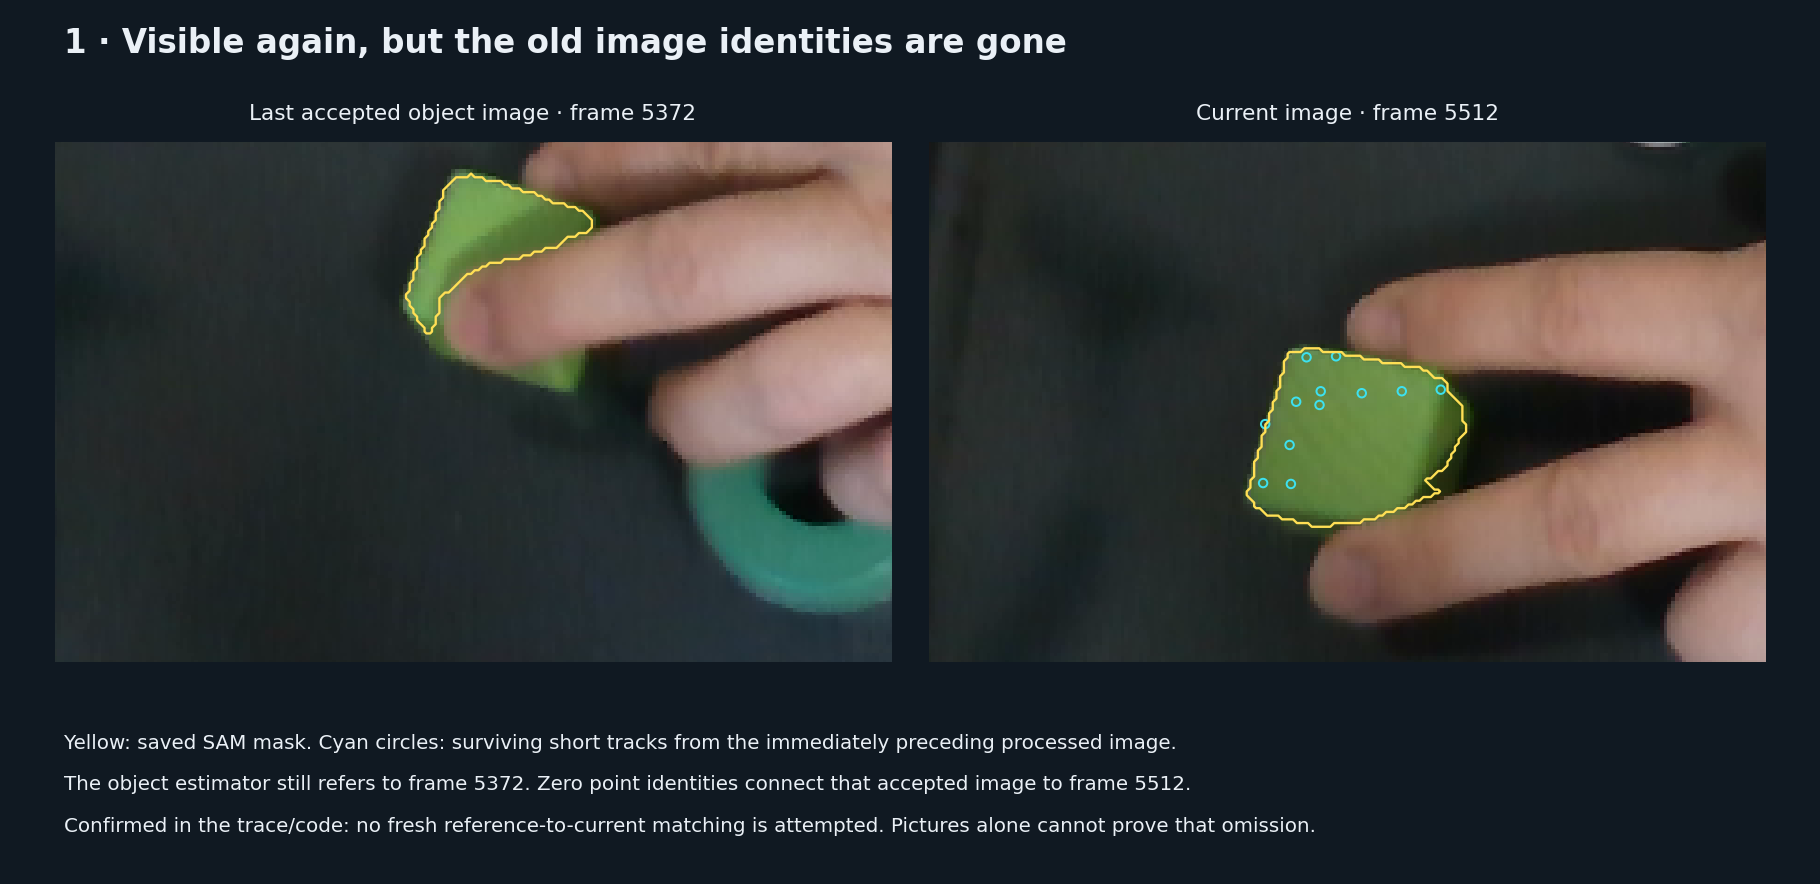 1 · Visible again, but the old image identities are gone
Last accepted object image · frame 5372
Current image · frame 5512
Yellow: saved SAM mask. Cyan circles: surviving short tracks from the immediately preceding processed image.
The object estimator still refers to frame 5372. Zero point identities connect that accepted image to frame 5512.
Confirmed in the trace/code: no fresh reference-to-current matching is attempted. Pictures alone cannot prove that omission.